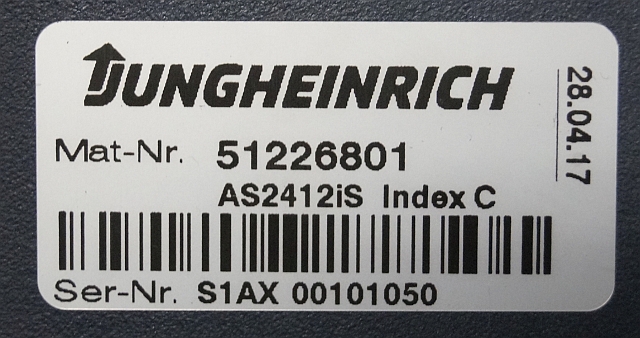 JUNGHEINRICH
Mat-Nr. 51226801
AS2412iS Index C
Ser-Nr. S1AX 00101050
28.04.17